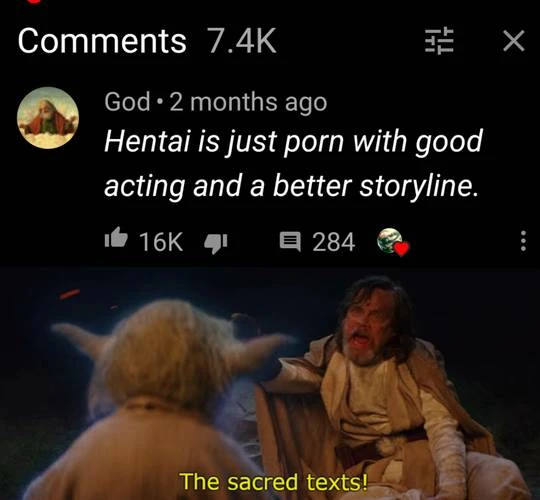 Comments 7.4K
God • 2 months ago
Hentai is just porn with good
acting and a better storyline.
16K 284
The sacred texts!